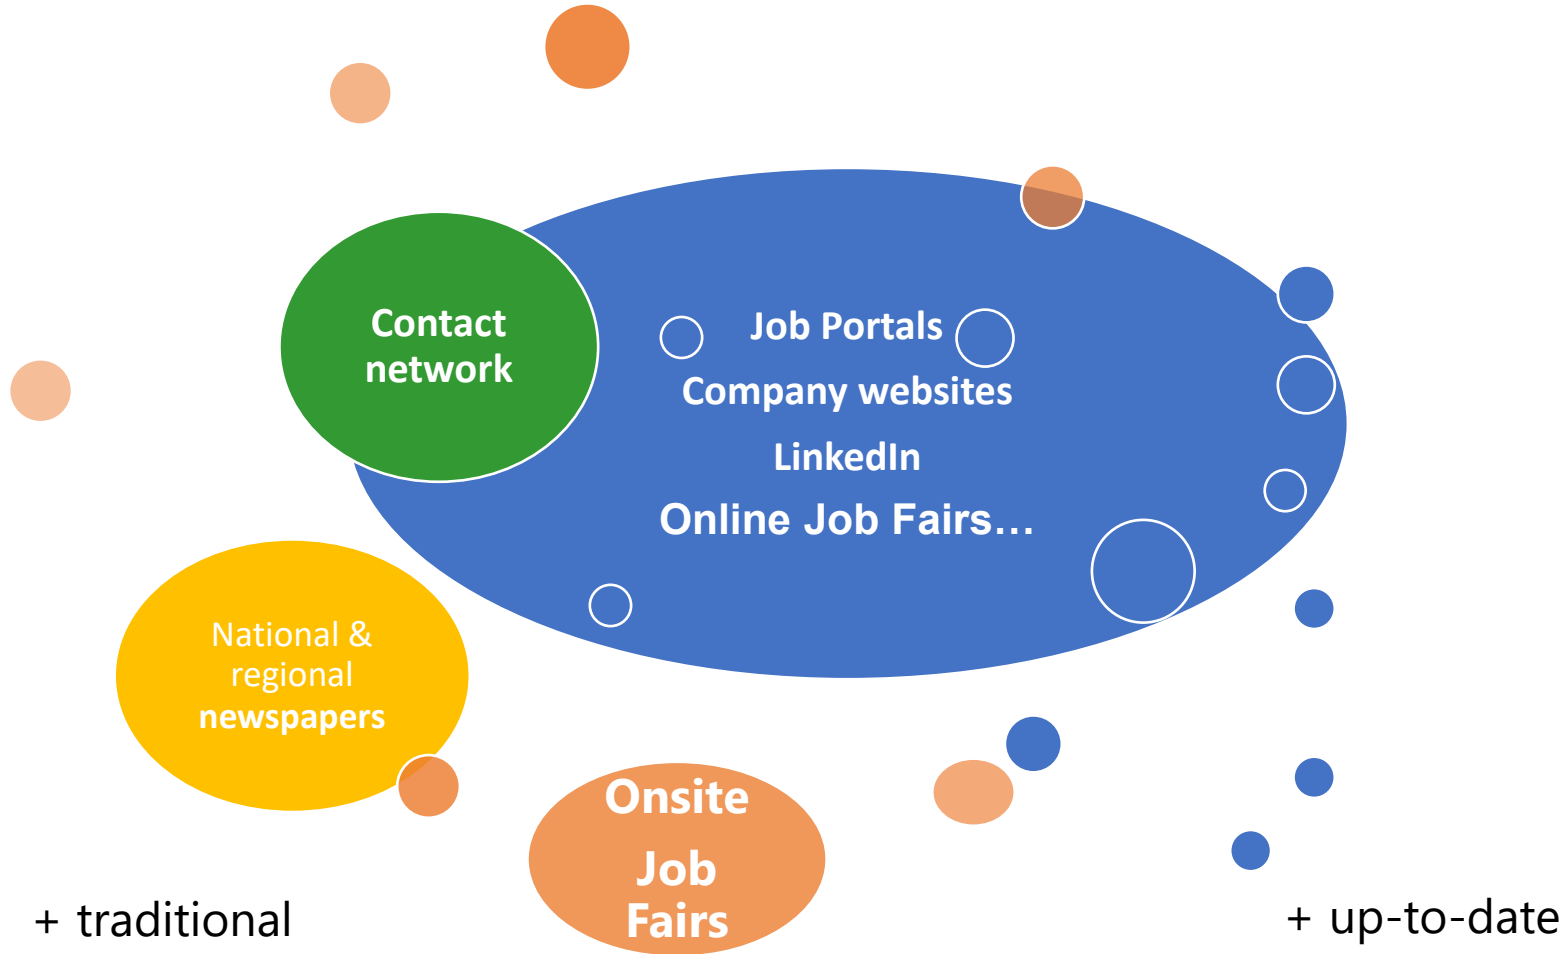 Contact
network
Job Portals
Company websites
LinkedIn
Online Job Fairs…
National &
regional
newspapers
Onsite
Job
Fairs
+ traditional
+ up-to-date